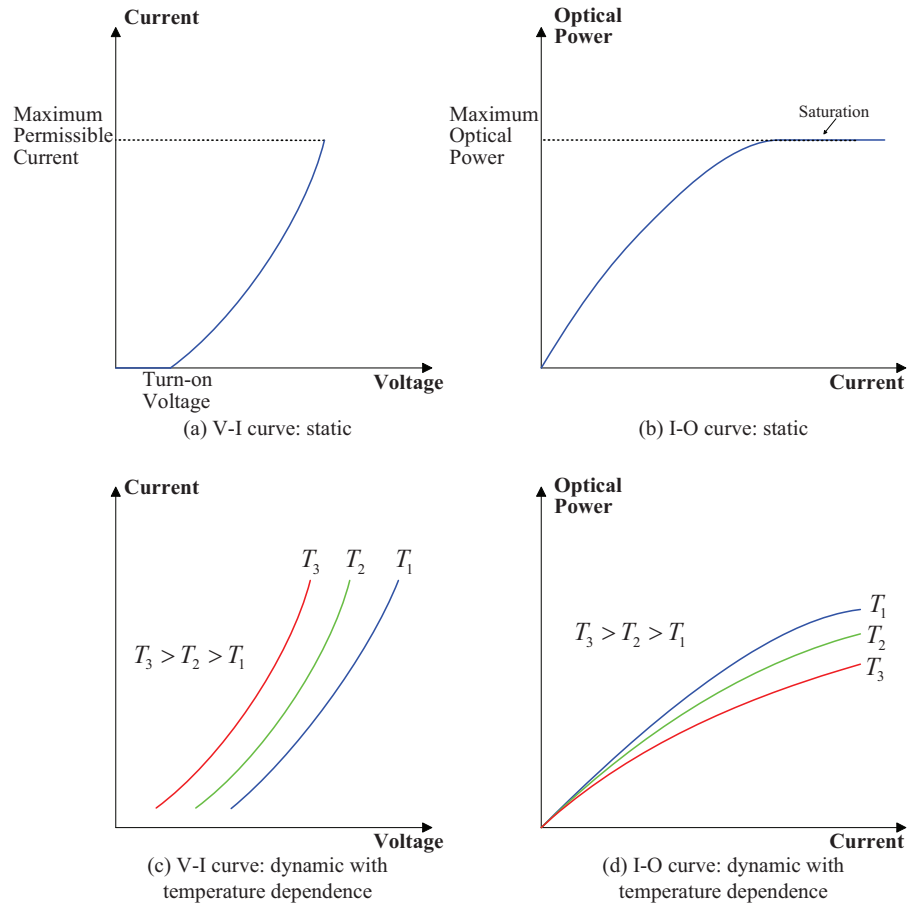 Current
Maximum
Permissible
Current
Turn-on
Voltage
Voltage
(a) V-I curve: static
Optical
Power
Maximum
Optical
Power
Saturation
Current
(b) I-O curve: static
Current
T₃
T₂
T₁
T₃ > T₂ > T₁
Voltage
(c) V-I curve: dynamic with
temperature dependence
Optical
Power
T₃ > T₂ > T₁
T₁
T₂
T₃
Current
(d) I-O curve: dynamic with
temperature dependence